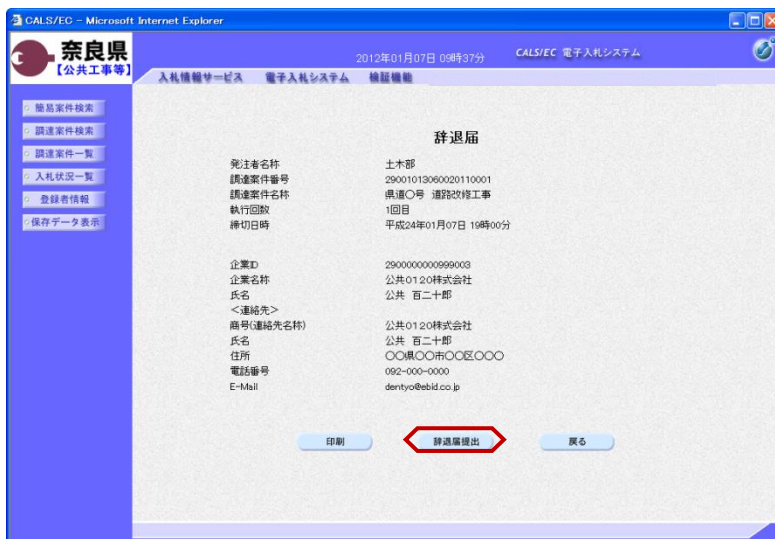 CALS/EC - Microsoft Internet Explorer
奈良県
【公共工事等】
2012年01月07日 09時37分
CALS/EC 電子入札システム
入札情報サービス 電子入札システム 検証機能
簡易案件検索
調達案件検索
調達案件一覧
入札状況一覧
登録者情報
保存データ表示
辞退届
発注者名称 土木部
調達案件番号 29001013060020110001
調達案件名称 県道〇号 道路改修工事
執行回数 1回目
締切日時 平成24年01月07日 19時00分
企業ID 2900000000999003
企業名称 公共0120株式会社
氏名 公共 百二十郎
<連絡先>
商号(連絡先名称) 公共0120株式会社
氏名 公共 百二十郎
住所 〇〇県〇〇市〇〇区〇〇〇
電話番号 092-000-0000
E-Mail dentyo@ebid.co.jp
印刷 辞退届提出 戻る